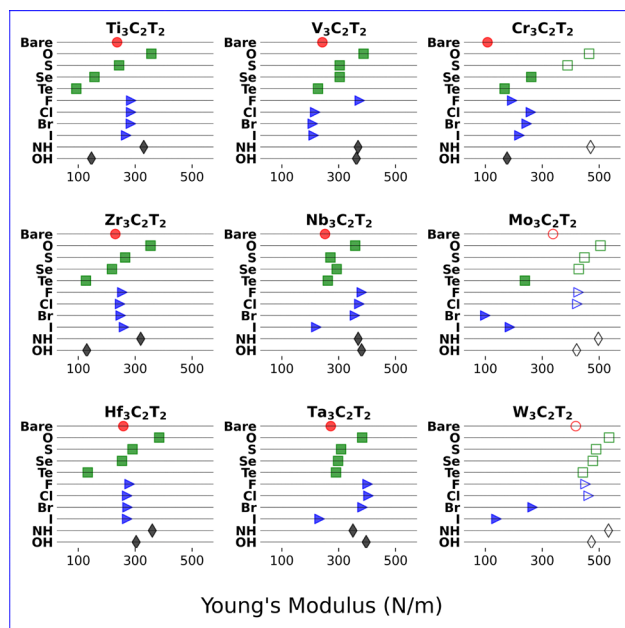 Ti₃C₂T₂
V₃C₂T₂
Cr₃C₂T₂
Bare
O
S
Se
Te
F
Cl
Br
I
NH
OH
100 300 500
Bare
O
S
Se
Te
F
Cl
Br
I
NH
OH
100 300 500
Bare
O
S
Se
Te
F
Cl
Br
I
NH
OH
100 300 500
Zr₃C₂T₂
Nb₃C₂T₂
Mo₃C₂T₂
Bare
O
S
Se
Te
F
Cl
Br
I
NH
OH
100 300 500
Bare
O
S
Se
Te
F
Cl
Br
I
NH
OH
100 300 500
Bare
O
S
Se
Te
F
Cl
Br
I
NH
OH
100 300 500
Hf₃C₂T₂
Ta₃C₂T₂
W₃C₂T₂
Bare
O
S
Se
Te
F
Cl
Br
I
NH
OH
100 300 500
Bare
O
S
Se
Te
F
Cl
Br
I
NH
OH
100 300 500
Bare
O
S
Se
Te
F
Cl
Br
I
NH
OH
100 300 500
Young's Modulus (N/m)